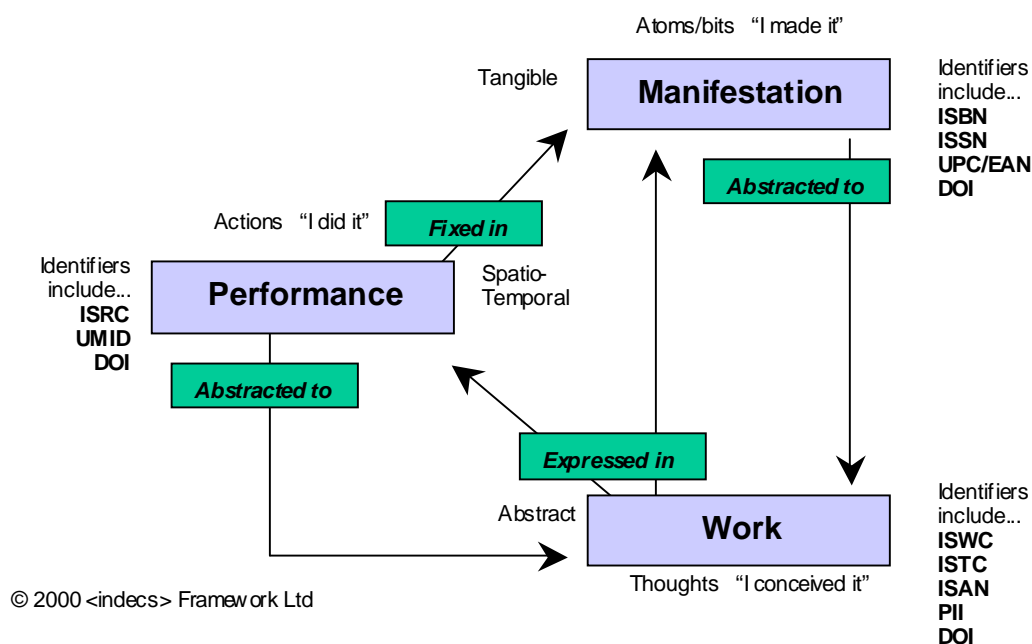 Atoms/bits “I made it”
Tangible
Manifestation
Identifiers
include...
ISBN
ISSN
UPC/EAN
DOI
Abstracted to
Actions “I did it”
Fixed in
Identifiers
include...
ISRC
UMID
DOI
Performance
Spatio-
Temporal
Abstracted to
Expressed in
Abstract
Work
Identifiers
include...
ISWC
ISTC
ISAN
PII
DOI
Thoughts “I conceived it”
© 2000 <indecs> Framework Ltd